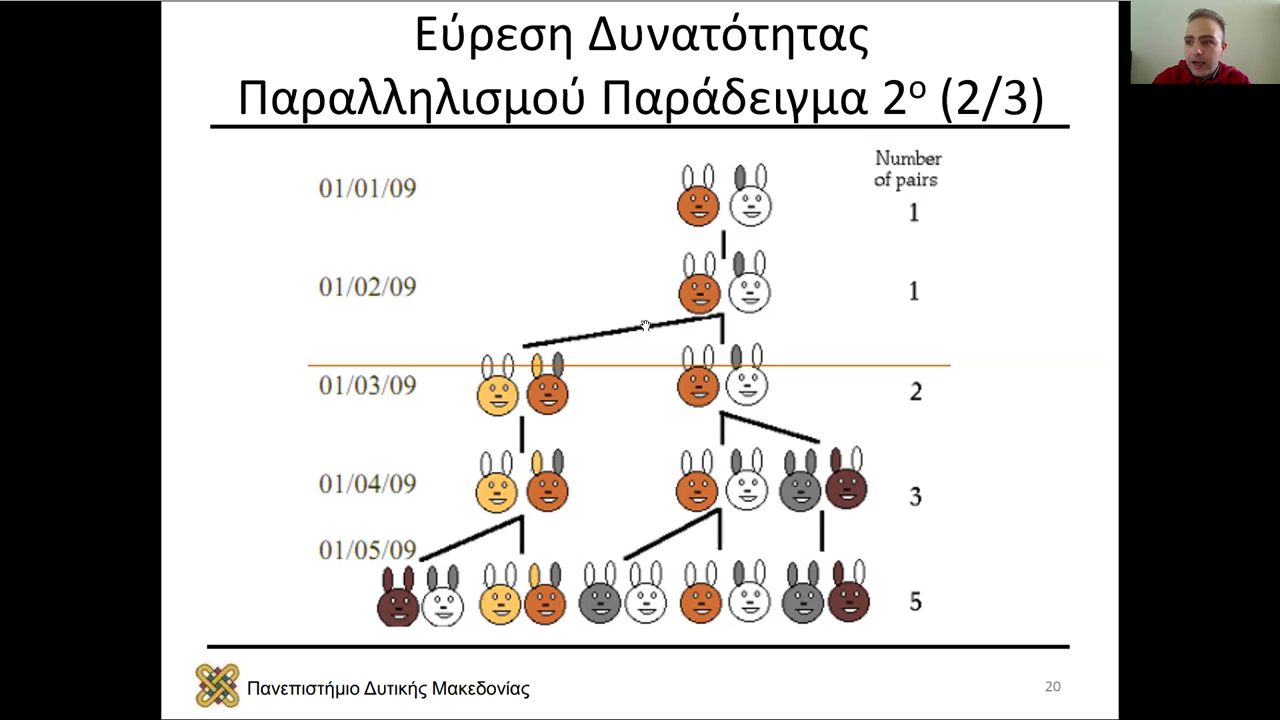 Εύρεση Δυνατότητας
Παραλληλισμού Παράδειγμα 2ο (2/3)
Number
of pairs
01/01/09
1
01/02/09
1
01/03/09
2
01/04/09
3
01/05/09
5
Πανεπιστήμιο Δυτικής Μακεδονίας
20